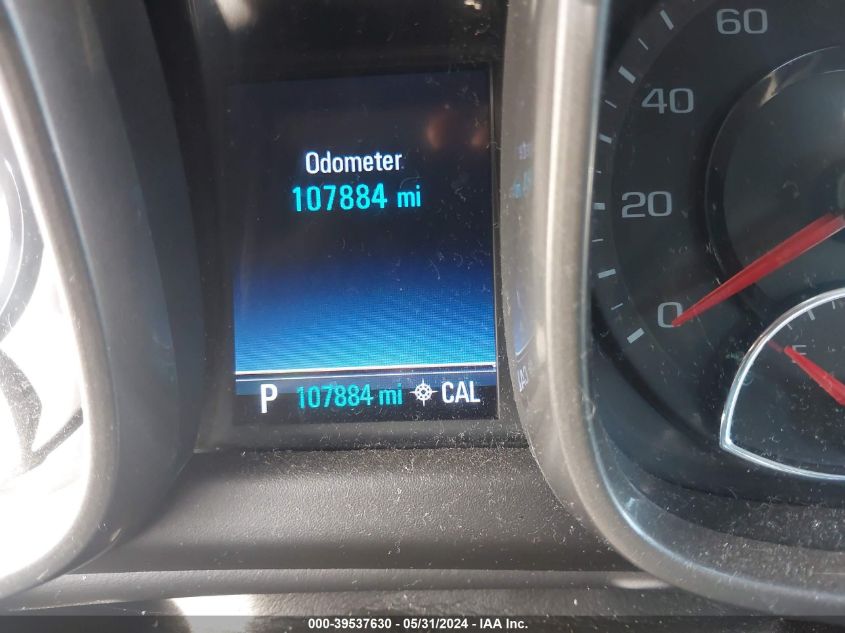 Odometer
107884 mi
P 107884 mi CAL
60
40
20
0
000-39537630 - 05/31/2024 - IAA Inc.